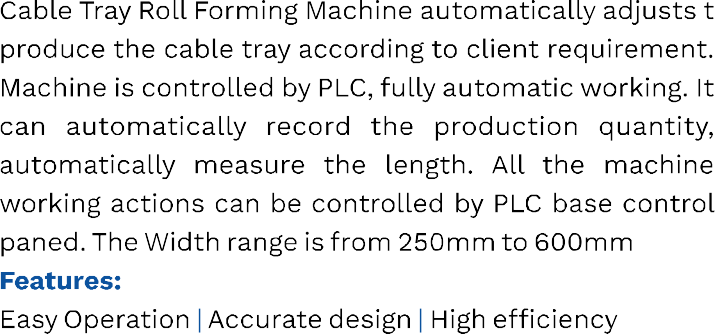 Cable Tray Roll Forming Machine automatically adjusts t
produce the cable tray according to client requirement.
Machine is controlled by PLC, fully automatic working. It
can automatically record the production quantity,
automatically measure the length. All the machine
working actions can be controlled by PLC base control
paned. The Width range is from 250mm to 600mm
Features:
Easy Operation | Accurate design | High efficiency